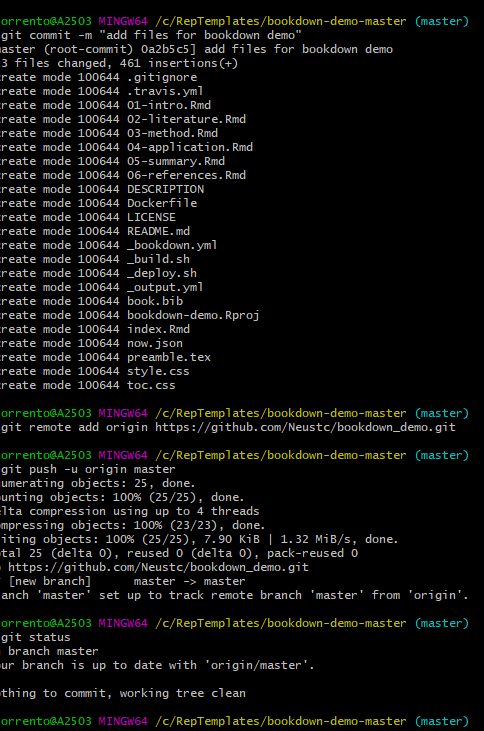 orrento@A2503 MINGW64 /c/RepTemplates/bookdown-demo-master (master)
git commit -m "add files for bookdown demo"
aster (root-commit) 0a2b5c5] add files for bookdown demo
3 files changed, 461 insertions(+)
reate mode 100644 .gitignore
reate mode 100644 .travis.yml
reate mode 100644 01-intro.Rmd
reate mode 100644 02-literature.Rmd
reate mode 100644 03-method.Rmd
reate mode 100644 04-application.Rmd
reate mode 100644 05-summary.Rmd
reate mode 100644 06-references.Rmd
reate mode 100644 DESCRIPTION
reate mode 100644 Dockerfile
reate mode 100644 LICENSE
reate mode 100644 README.md
reate mode 100644 _bookdown.yml
reate mode 100644 _build.sh
reate mode 100644 _deploy.sh
reate mode 100644 _output.yml
reate mode 100644 book.bib
reate mode 100644 bookdown-demo.Rproj
reate mode 100644 index.Rmd
reate mode 100644 now.json
reate mode 100644 preamble.tex
reate mode 100644 style.css
reate mode 100644 toc.css
orrento@A2503 MINGW64 /c/RepTemplates/bookdown-demo-master (master)
git remote add origin https://github.com/Neustc/bookdown_demo.git
orrento@A2503 MINGW64 /c/RepTemplates/bookdown-demo-master (master)
git push -u origin master
umerating objects: 25, done.
ounting objects: 100% (25/25), done.
elta compression using up to 4 threads
ompressing objects: 100% (23/23), done.
iting objects: 100% (25/25), 7.90 KiB | 1.32 MiB/s, done.
otal 25 (delta 0), reused 0 (delta 0), pack-reused 0
https://github.com/Neustc/bookdown_demo.git
[new branch] master -> master
anch 'master' set up to track remote branch 'master' from 'origin'.
orrento@A2503 MINGW64 /c/RepTemplates/bookdown-demo-master (master)
git status
branch master
ur branch is up to date with 'origin/master'.
thing to commit, working tree clean
orrento@A2503 MINGW64 /c/RepTemplates/bookdown-demo-master (master)